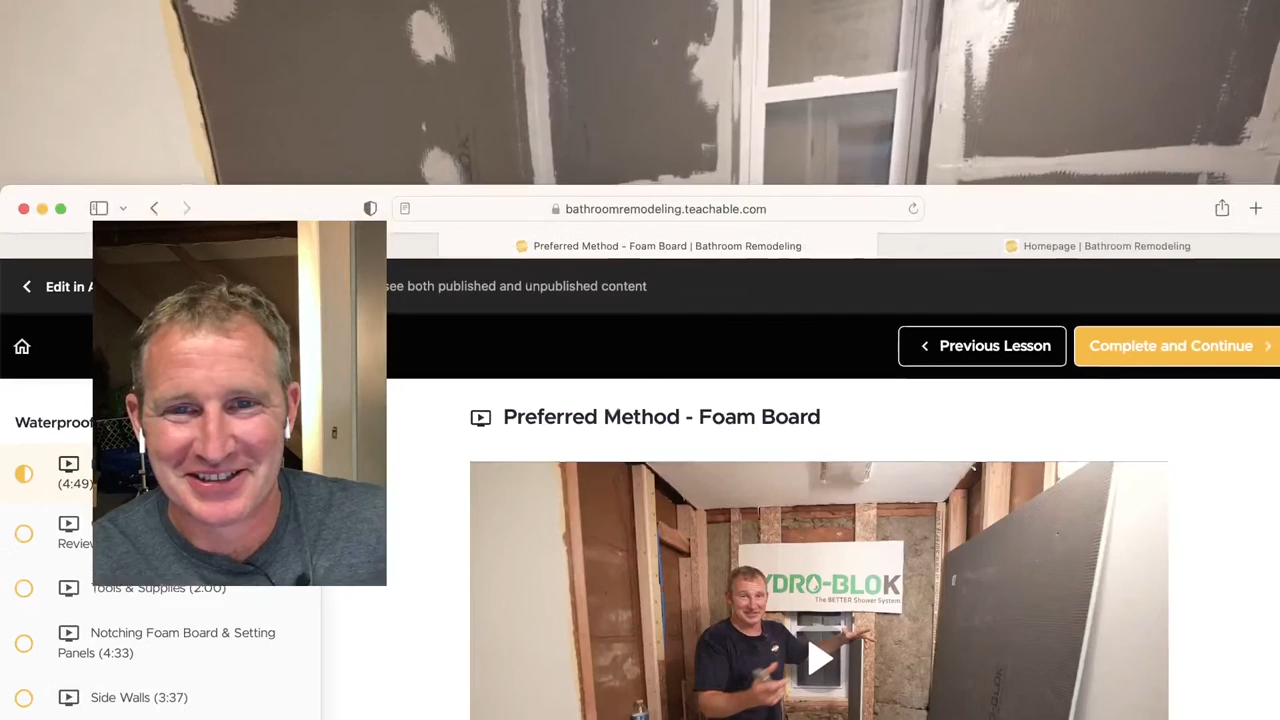 bathroomremodeling.teachable.com
Preferred Method - Foam Board | Bathroom Remodeling
Homepage | Bathroom Remodeling
Edit in A
see both published and unpublished content
Previous Lesson
Complete and Continue
Preferred Method - Foam Board
Waterproof
(4:49)
Review
Tools & Supplies (2:00)
Notching Foam Board & Setting
Panels (4:33)
Side Walls (3:37)
YDRO-BLOK
The BETTER Shower System.